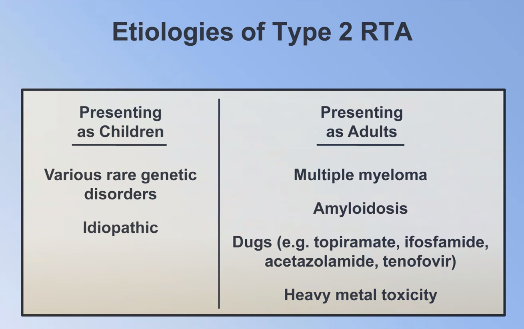 Etiologies of Type 2 RTA
Presenting
as Children
Various rare genetic
disorders
Idiopathic
Presenting
as Adults
Multiple myeloma
Amyloidosis
Dugs (e.g. topiramate, ifosfamide,
acetazolamide, tenofovir)
Heavy metal toxicity